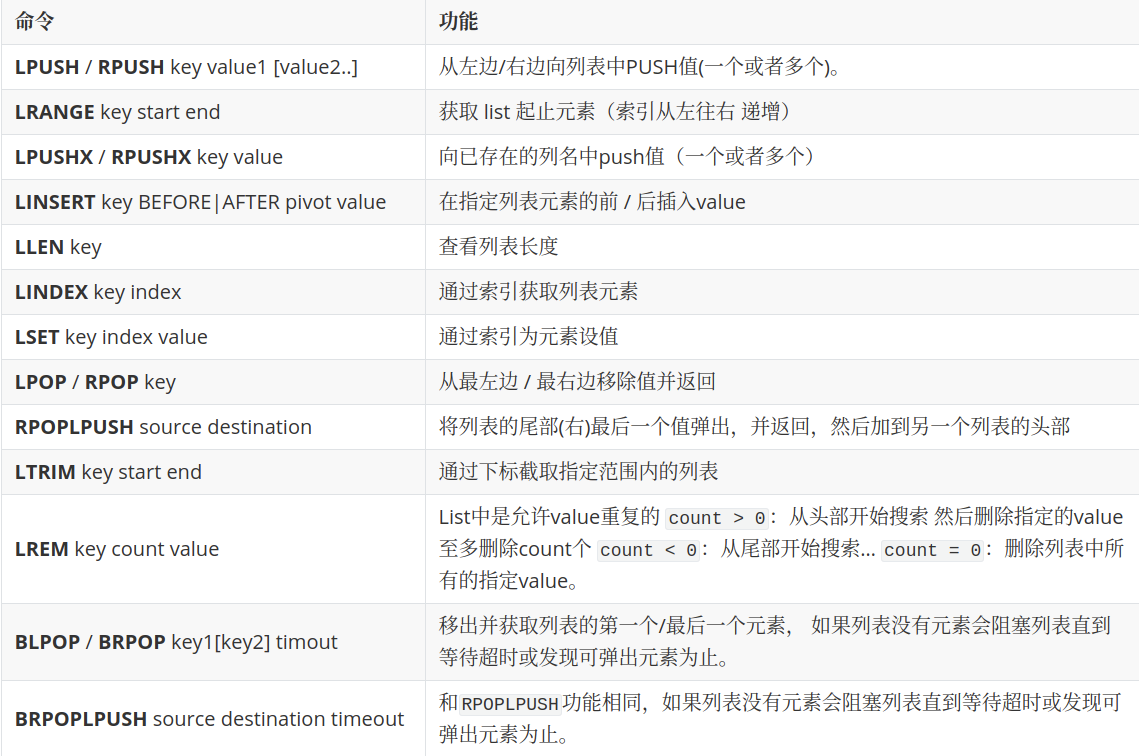 命令 功能
LPUSH / RPUSH key value1 [value2..] 从左边/右边向列表中PUSH值(一个或者多个)。
LRANGE key start end 获取 list 起止元素（索引从左往右 递增）
LPUSHX / RPUSHX key value 向已存在的列名中push值（一个或者多个）
LINSERT key BEFORE|AFTER pivot value 在指定列表元素的前 / 后插入value
LLEN key 查看列表长度
LINDEX key index 通过索引获取列表元素
LSET key index value 通过索引为元素设值
LPOP / RPOP key 从最左边 / 最右边移除值并返回
RPOPLPUSH source destination 将列表的尾部(右)最后一个值弹出，并返回，然后加到另一个列表的头部
LTRIM key start end 通过下标截取指定范围内的列表
LREM key count value
List中是允许value重复的 count > 0：从头部开始搜索 然后删除指定的value
至多删除count个 count < 0：从尾部开始搜索... count = 0：删除列表中所
有的指定value。
BLPOP / BRPOP key1[key2] timout
移出并获取列表的第一个/最后一个元素， 如果列表没有元素会阻塞列表直到
等待超时或发现可弹出元素为止。
BRPOPLPUSH source destination timeout
和RPOPLPUSH功能相同，如果列表没有元素会阻塞列表直到等待超时或发现可
弹出元素为止。